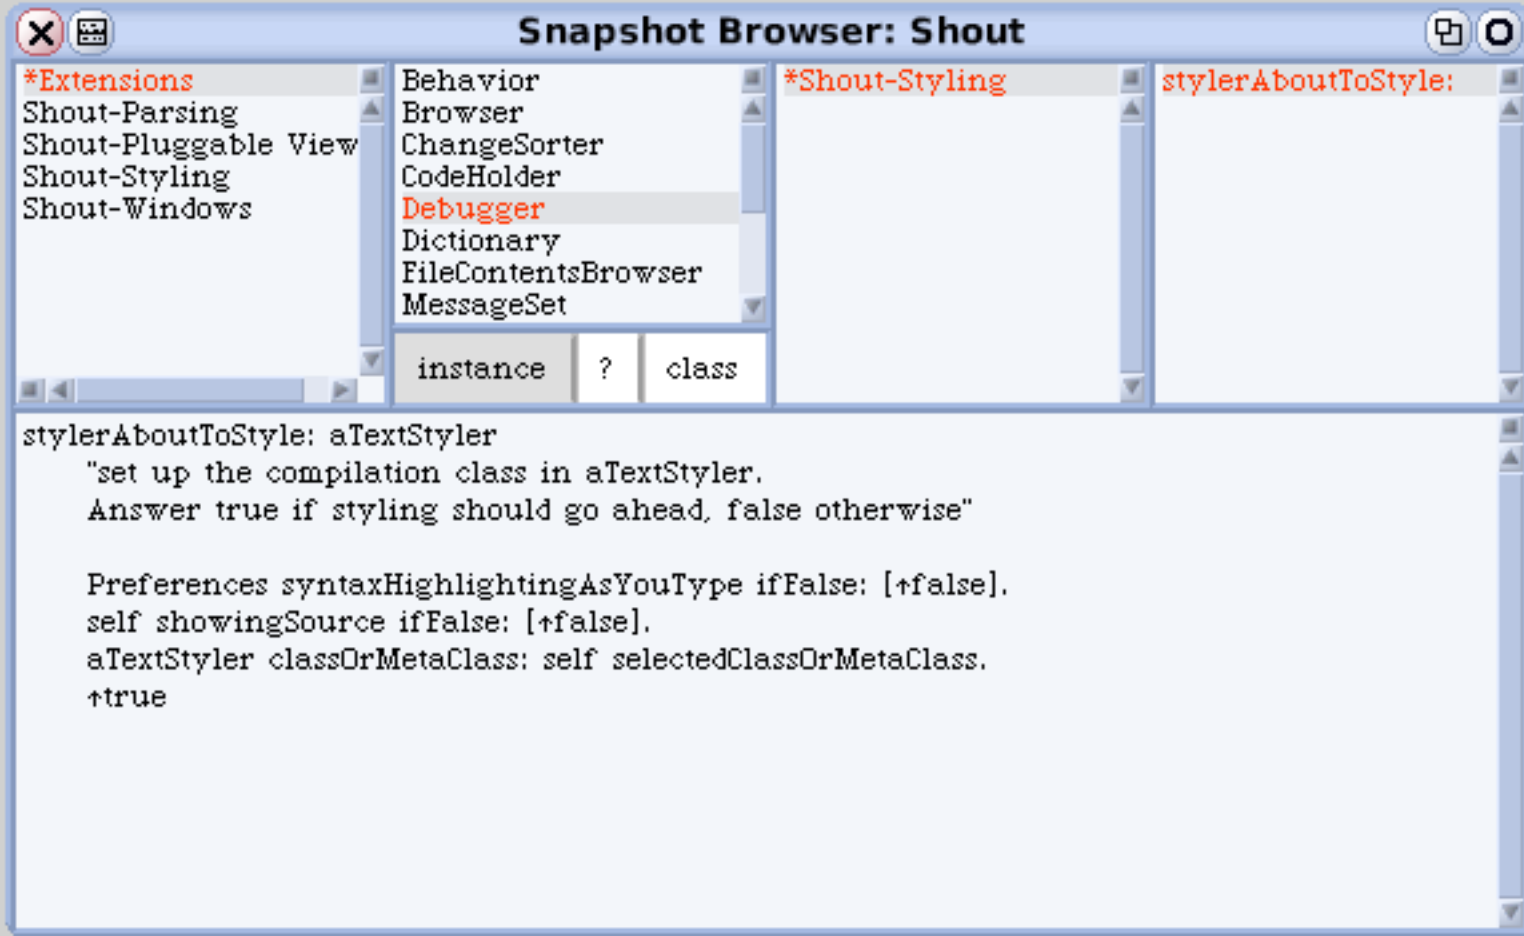 Snapshot Browser: Shout
*Extensions
Shout-Parsing
Shout-Pluggable View
Shout-Styling
Shout-Windows
Behavior
Browser
ChangeSorter
CodeHolder
Debugger
Dictionary
FileContentsBrowser
MessageSet
instance ? class
*Shout-Styling
stylerAboutToStyle:
stylerAboutToStyle: aTextStyler
"set up the compilation class in aTextStyler.
Answer true if styling should go ahead, false otherwise"
Preferences syntaxHighlightingAsYouType ifFalse: [↑false].
self showingSource ifFalse: [↑false].
aTextStyler classOrMetaClass: self selectedClassOrMetaClass.
↑true